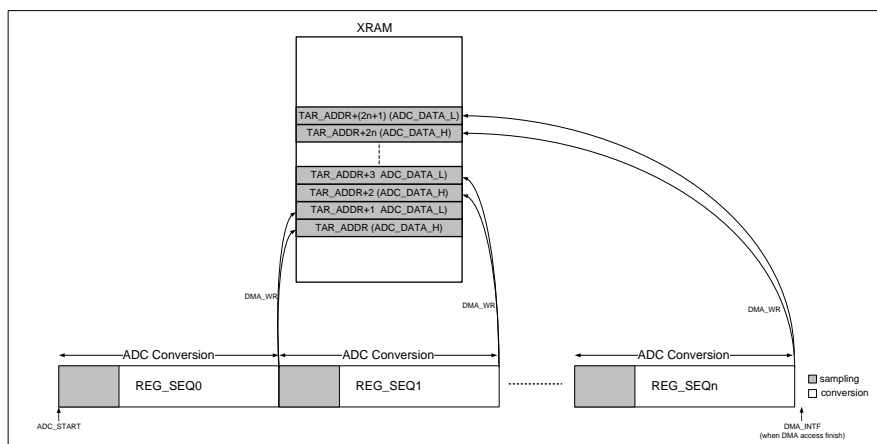 XRAM
TAR_ADDR+(2n+1) (ADC_DATA_L)
TAR_ADDR+2n (ADC_DATA_H)
TAR_ADDR+3 ADC_DATA_L)
TAR_ADDR+2 (ADC_DATA_H)
TAR_ADDR+1 ADC_DATA_L)
TAR_ADDR (ADC_DATA_H)
DMA_WR
DMA_WR
DMA_WR
ADC Conversion
ADC Conversion
ADC Conversion
REG_SEQ0
REG_SEQ1
REG_SEQn
sampling
conversion
ADC_START
DMA_INTF
(when DMA access finish)